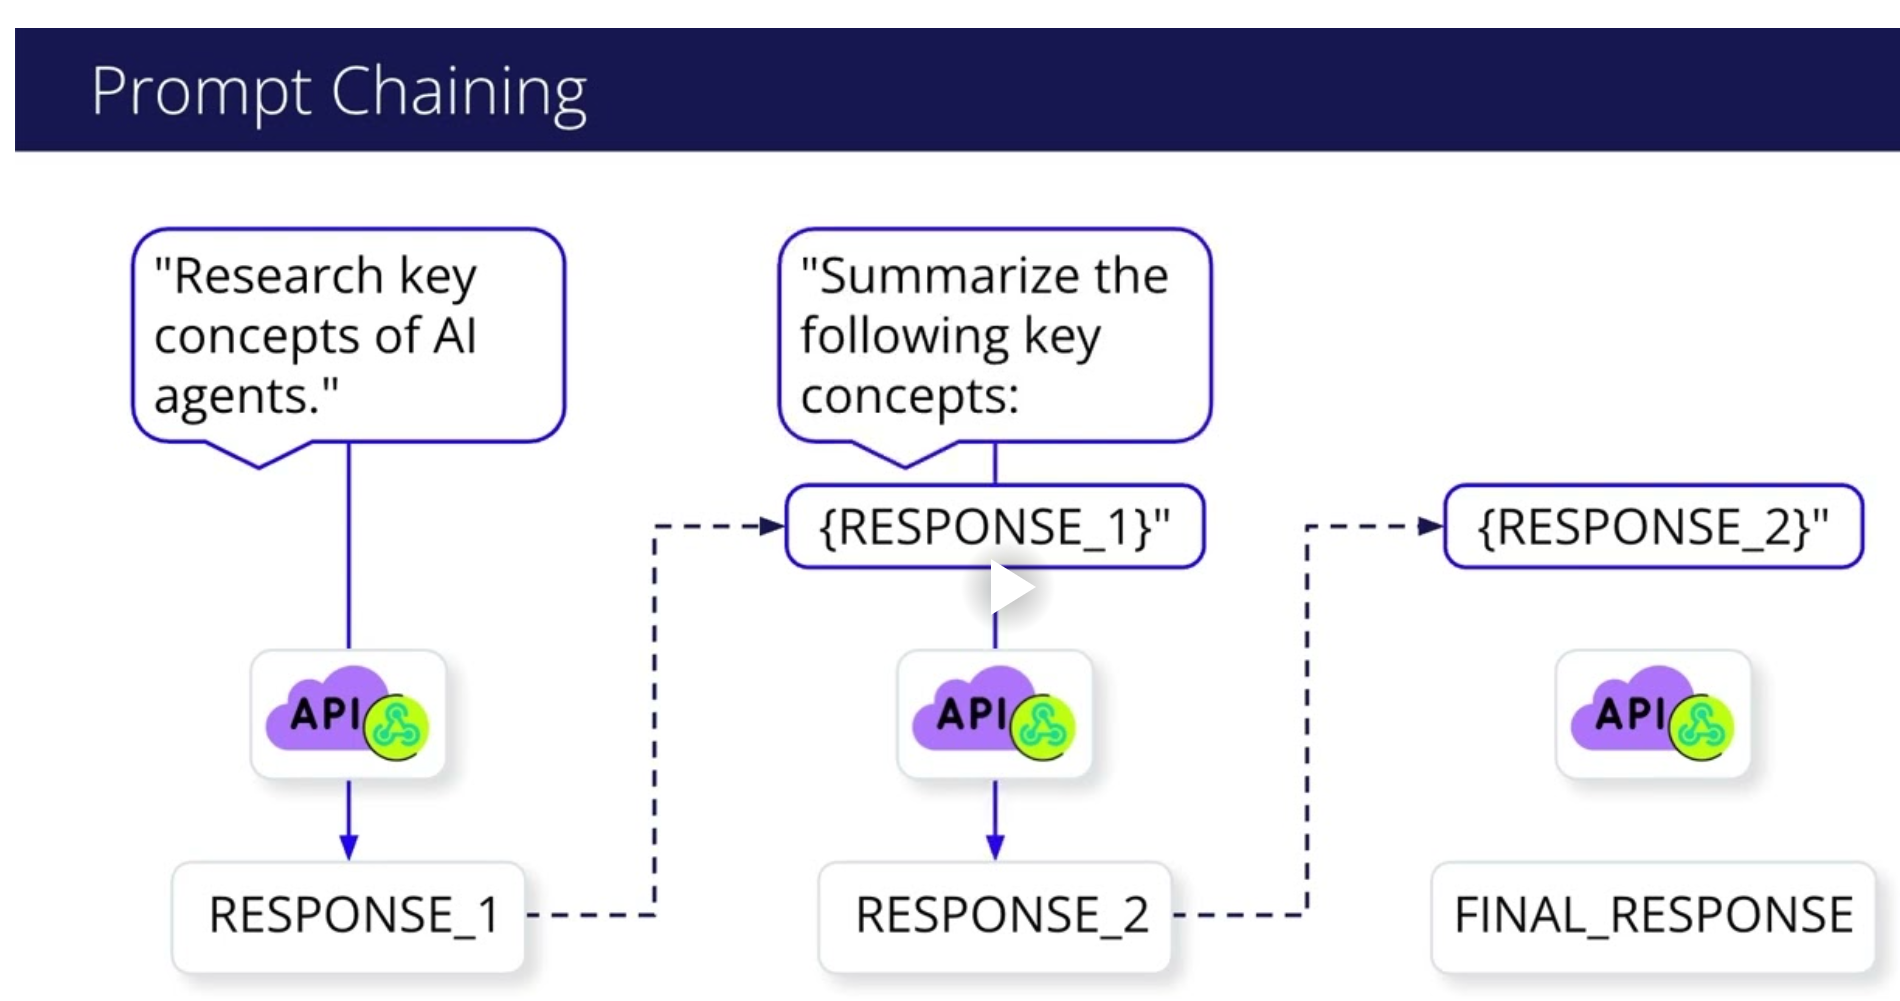 Prompt Chaining
"Research key
concepts of AI
agents."
"Summarize the
following key
concepts:
{RESPONSE_1}"
{RESPONSE_2}"
API
API
API
RESPONSE_1
RESPONSE_2
FINAL_RESPONSE